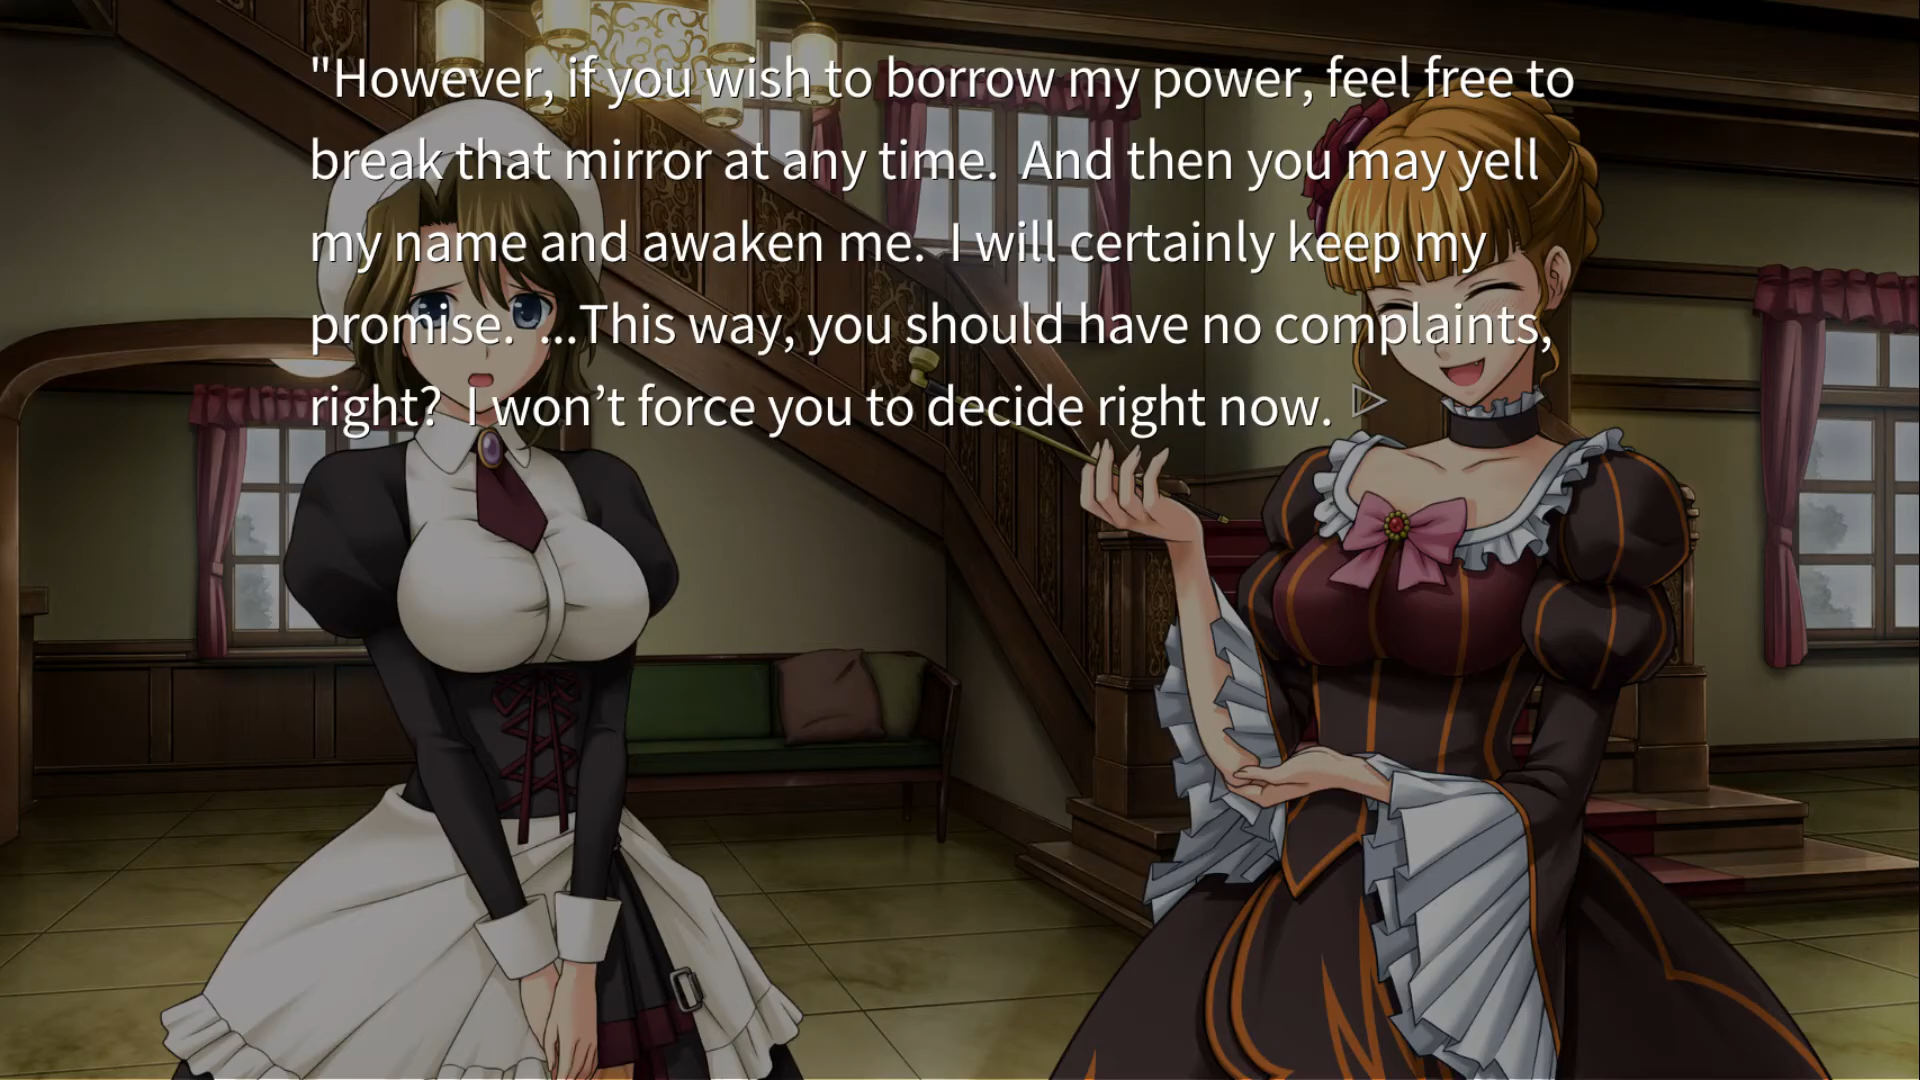 "However, if you wish to borrow my power, feel free to
break that mirror at any time.  And then you may yell
my name and awaken me.  I will certainly keep my
promise.  ...This way, you should have no complaints,
right?  I won’t force you to decide right now.